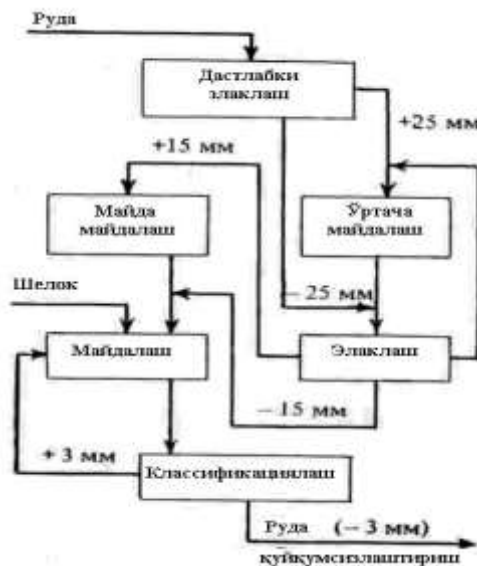 Руда
Дастлабки
элаклаш
+25 мм
+15 мм
Майда
майдалаш
Ўртача
майдалаш
– 25 мм
Шелок
Майдалаш
Элаклаш
– 15 мм
+ 3 мм
Классификациялаш
Руда (– 3 мм)
қуйқумсизлаштириш